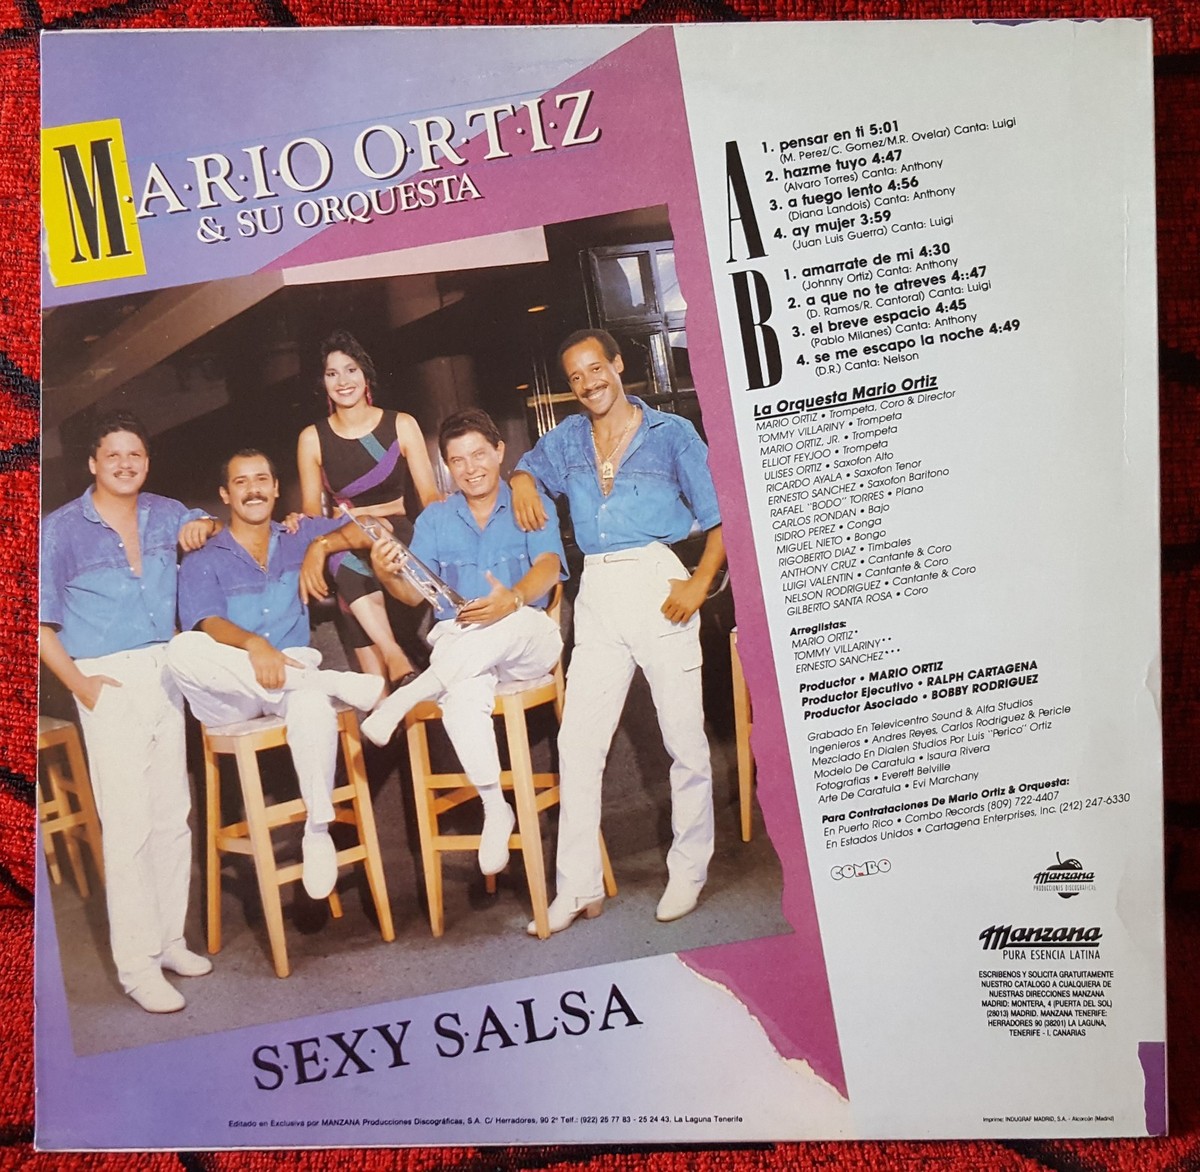 MARIO ORTIZ
& SU ORQUESTA
A
1. pensar en ti 5:01
(M. Perez/C. Gomez/M.R. Ovelar) Canta: Luigi
2. hazme tuyo 4:47
(Alvaro Torres) Canta: Anthony
3. a fuego lento 4:56
(Diana Landois) Canta: Anthony
4. ay mujer 3:59
(Juan Luis Guerra) Canta: Luigi
B
1. amarrate de mi 4:30
(Johnny Ortiz) Canta: Anthony
2. a que no te atreves 4::47
(D. Ramos/R. Cantoral) Canta: Luigi
3. el breve espacio 4:45
(Pablo Milanes) Canta: Anthony
4. se me escapo la noche 4:49
(D.R.) Canta: Nelson
La Orquesta Mario Ortiz
MARIO ORTIZ • Trompeta, Coro & Director
TOMMY VILLARINY • Trompeta
MARIO ORTIZ, JR. • Trompeta
ELLIOT FEYJOO • Trompeta
ULISES ORTIZ • Saxofon Alto
RICARDO AYALA • Saxofon Tenor
ERNESTO SANCHEZ • Saxofon Baritono
RAFAEL "BODO" TORRES • Piano
CARLOS RONDAN • Bajo
ISIDRO PEREZ • Conga
MIGUEL NIETO • Bongo
RIGOBERTO DIAZ • Timbales
ANTHONY CRUZ • Cantante & Coro
LUIGI VALENTIN • Cantante & Coro
NELSON RODRIGUEZ • Cantante & Coro
GILBERTO SANTA ROSA • Coro
Arreglistas:
MARIO ORTIZ•
TOMMY VILLARINY••
ERNESTO SANCHEZ•••
Productor • MARIO ORTIZ
Productor Ejecutivo • RALPH CARTAGENA
Productor Asociado • BOBBY RODRIGUEZ
Grabado En Televicentro Sound & Alfa Studios
Ingenieros • Andres Reyes, Carlos Rodriguez & Pericle
Mezclado En Dialen Studios Por Luis "Perico" Ortiz
Modelo De Caratula • Isaura Rivera
Fotografias • Everett Belville
Arte De Caratula • Evi Marchany
Para Contrataciones De Mario Ortiz & Orquesta:
En Puerto Rico • Combo Records (809) 722-4407
En Estados Unidos • Cartagena Enterprises, Inc. (212) 247-6330
COMBO
Manzana
PRODUCCIONES DISCOGRAFICAS
Manzana
PURA ESENCIA LATINA
ESCRIBENOS Y SOLICITA GRATUITAMENTE
NUESTRO CATALOGO A CUALQUIERA DE
NUESTRAS DIRECCIONES MANZANA
MADRID: MONTERA, 4 (PUERTA DEL SOL)
(28013) MADRID. MANZANA TENERIFE:
HERRADORES 90 (38201) LA LAGUNA,
TENERIFE - I. CANARIAS
SEXY SALSA
Editado en Exclusiva por MANZANA Producciones Discográficas, S.A. C/ Herradores, 90 2º Telf.: (922) 25 77 83 - 25 24 43, La Laguna Tenerife
Imprime: INDUGRAF MADRID, S.A. - Alcorcón (Madrid)